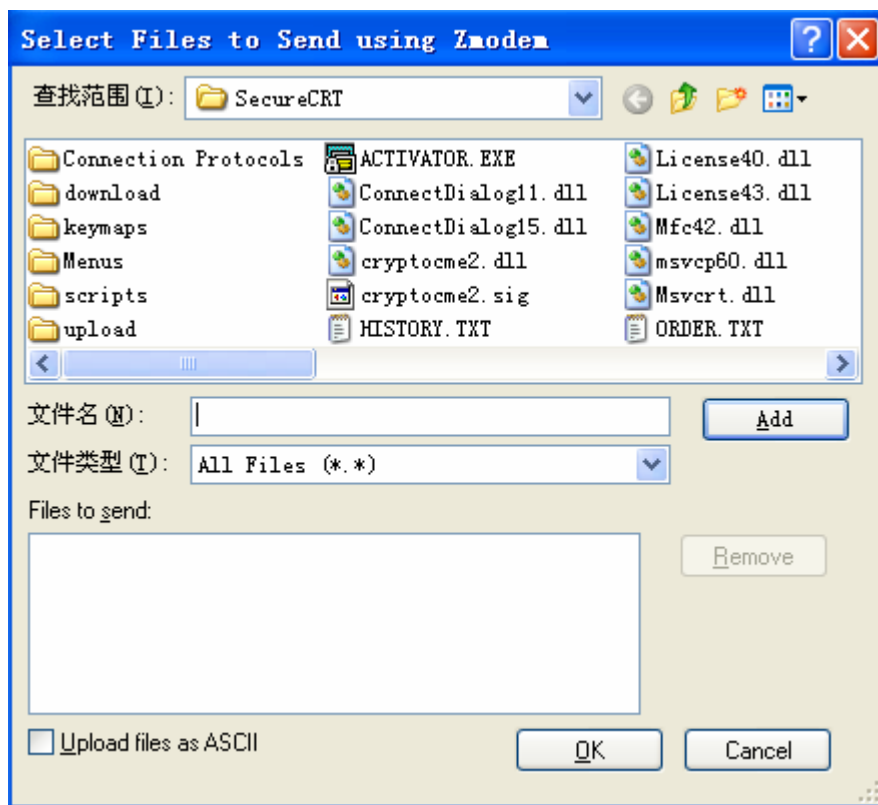 Select Files to Send using Zmodem
查找范围(I): SecureCRT
Connection Protocols ACTIVATOR.EXE License40.dll
download ConnectDialog11.dll License43.dll
keymaps ConnectDialog15.dll Mfc42.dll
Menus cryptocme2.dll msvcp60.dll
scripts cryptocme2.sig Msvcrt.dll
upload HISTORY.TXT ORDER.TXT
文件名(N): Add
文件类型(T): All Files (*.*)
Files to send:
Remove
Upload files as ASCII OK Cancel